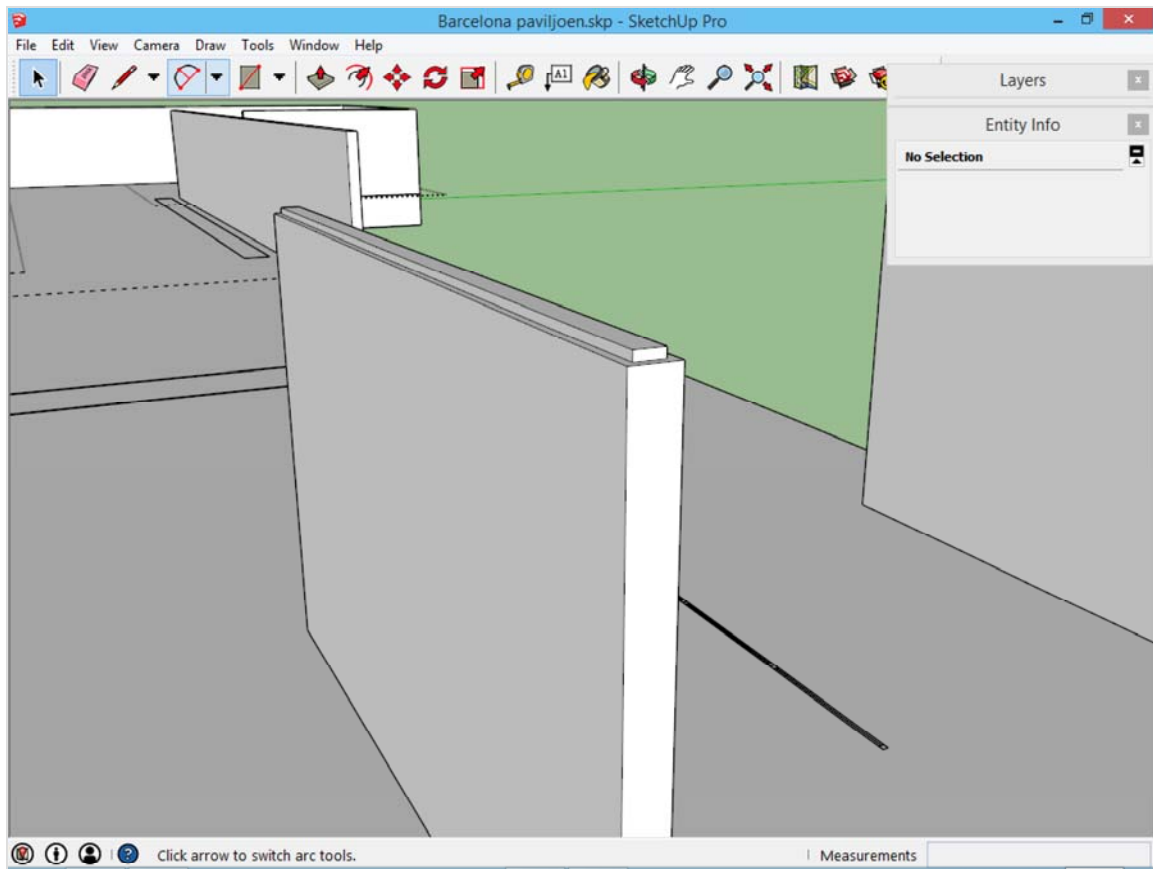 Barcelona paviljoen.skp - SketchUp Pro
File Edit View Camera Draw Tools Window Help
A1
Layers
Entity Info
No Selection
Click arrow to switch arc tools.
Measurements